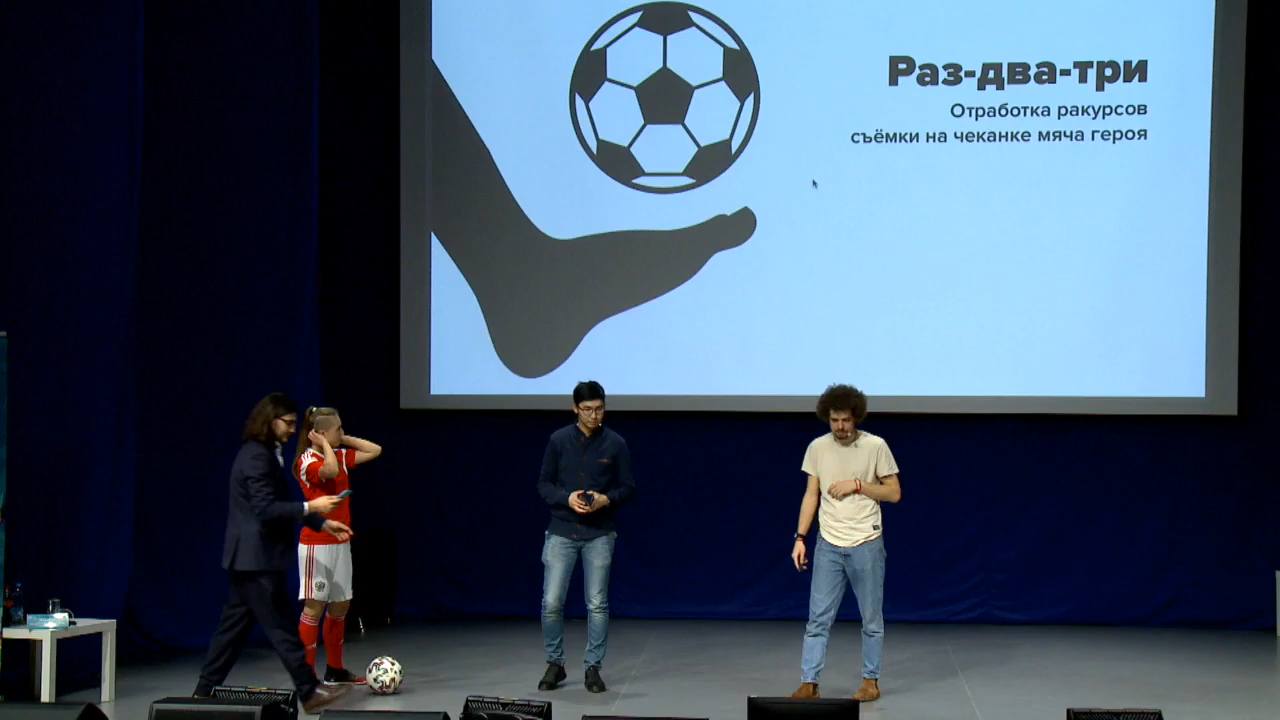 Раз-два-три
Отработка ракурсов
съёмки на чеканке мяча героя